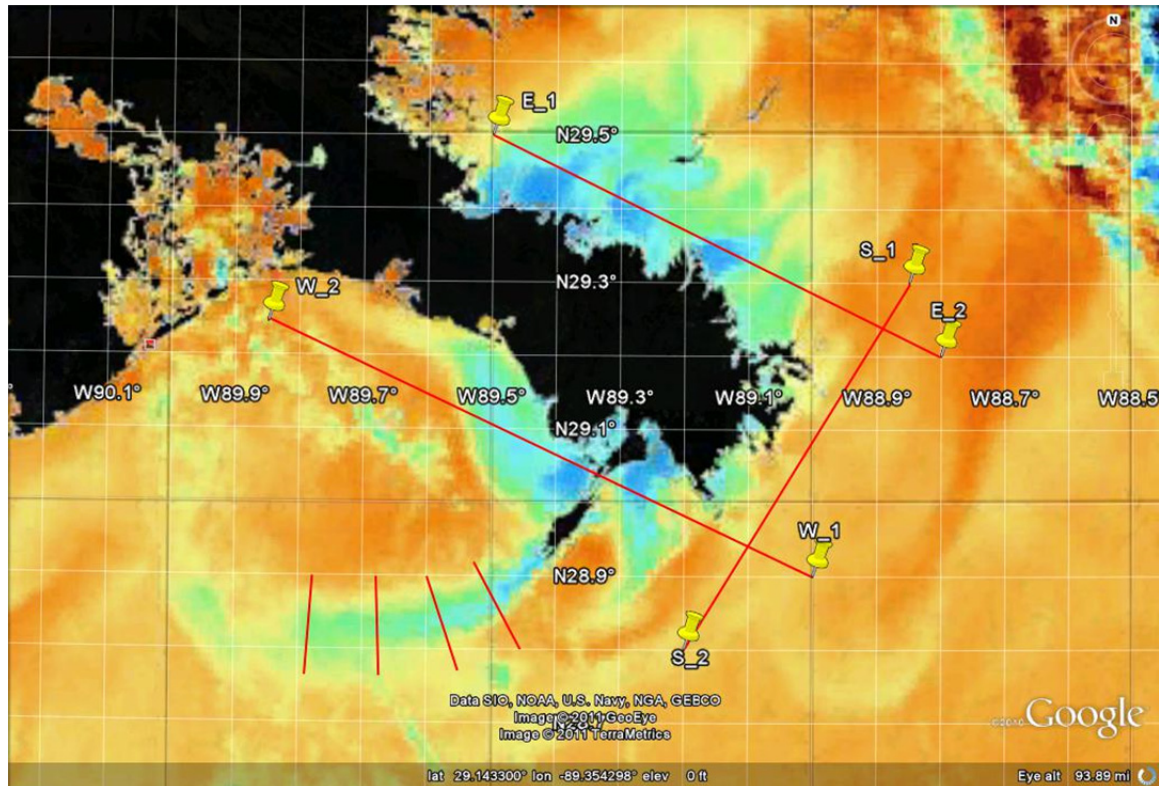 N
E_1
N29.5°
S_1
N29.3°
W_2
E_2
W90.1° W89.9° W89.7° W89.5° W89.3° W89.1° W88.9° W88.7° W88.5
N29.1°
W_1
N28.9°
S_2
Data SIO, NOAA, U.S. Navy, NGA, GEBCO
Image © 2011 GeoEye
Image © 2011 TerraMetrics
©2010 Google
lat 29.143300° lon -89.354298° elev 0 ft Eye alt 93.89 mi